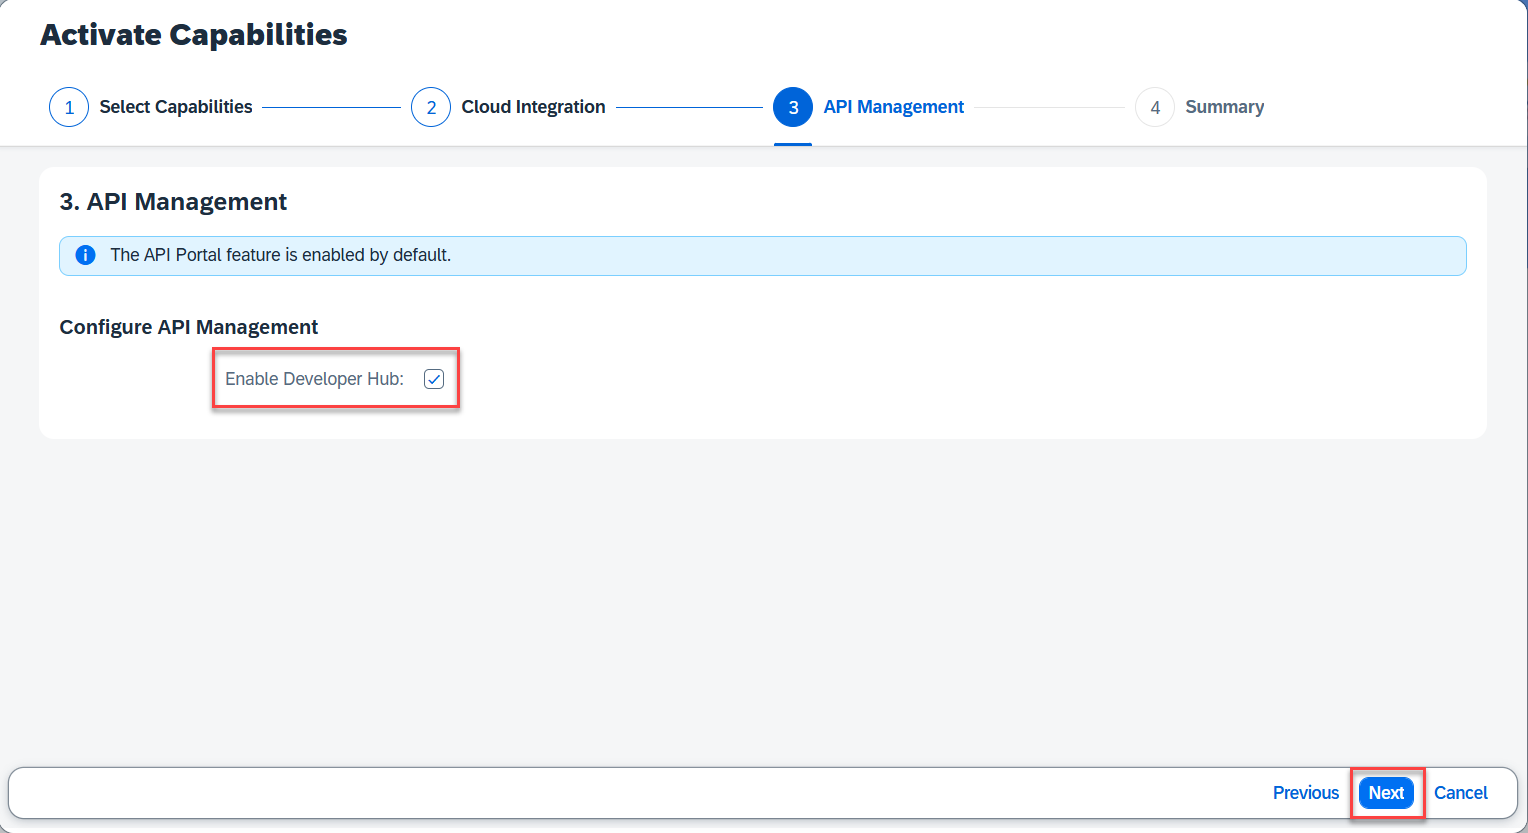 Activate Capabilities
1 Select Capabilities 2 Cloud Integration 3 API Management 4 Summary
3. API Management
i The API Portal feature is enabled by default.
Configure API Management
Enable Developer Hub:
Previous Next Cancel